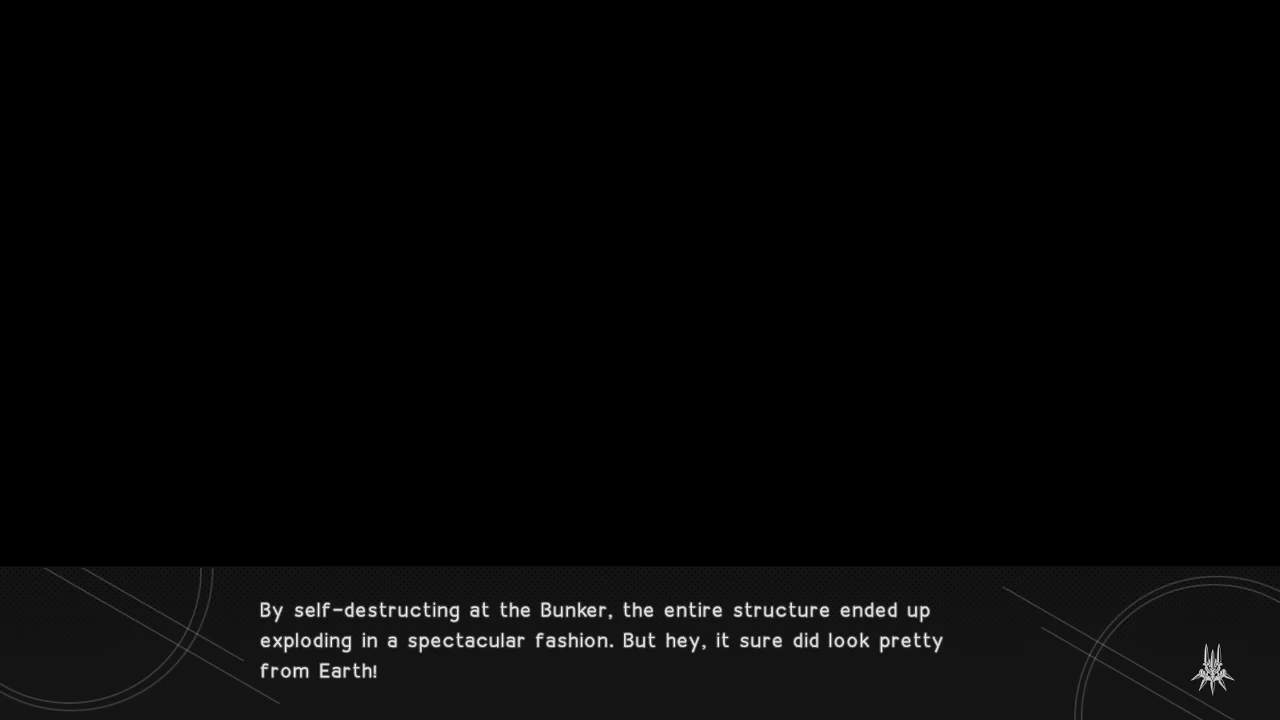 By self-destructing at the Bunker, the entire structure ended up
exploding in a spectacular fashion. But hey, it sure did look pretty
from Earth!